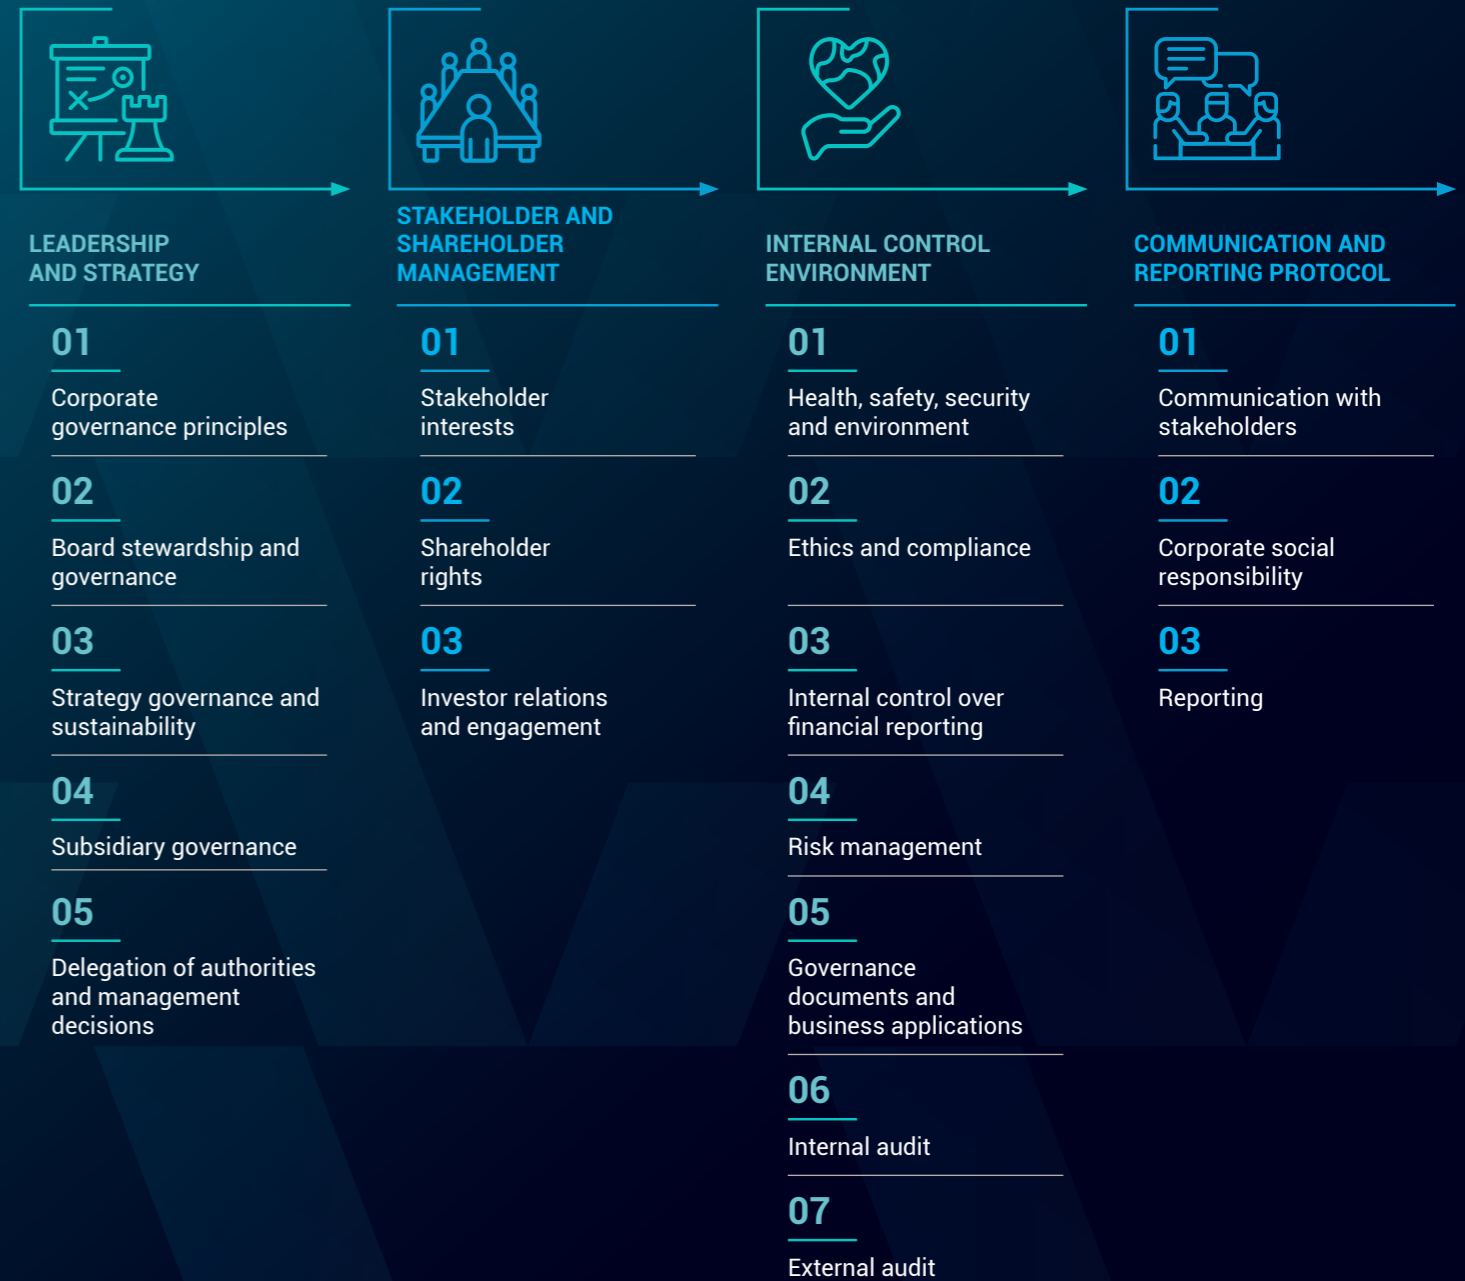 LEADERSHIP
AND STRATEGY
01
Corporate
governance principles
02
Board stewardship and
governance
03
Strategy governance and
sustainability
04
Subsidiary governance
05
Delegation of authorities
and management
decisions
STAKEHOLDER AND
SHAREHOLDER
MANAGEMENT
01
Stakeholder
interests
02
Shareholder
rights
03
Investor relations
and engagement
INTERNAL CONTROL
ENVIRONMENT
01
Health, safety, security
and environment
02
Ethics and compliance
03
Internal control over
financial reporting
04
Risk management
05
Governance
documents and
business applications
06
Internal audit
07
External audit
COMMUNICATION AND
REPORTING PROTOCOL
01
Communication with
stakeholders
02
Corporate social
responsibility
03
Reporting